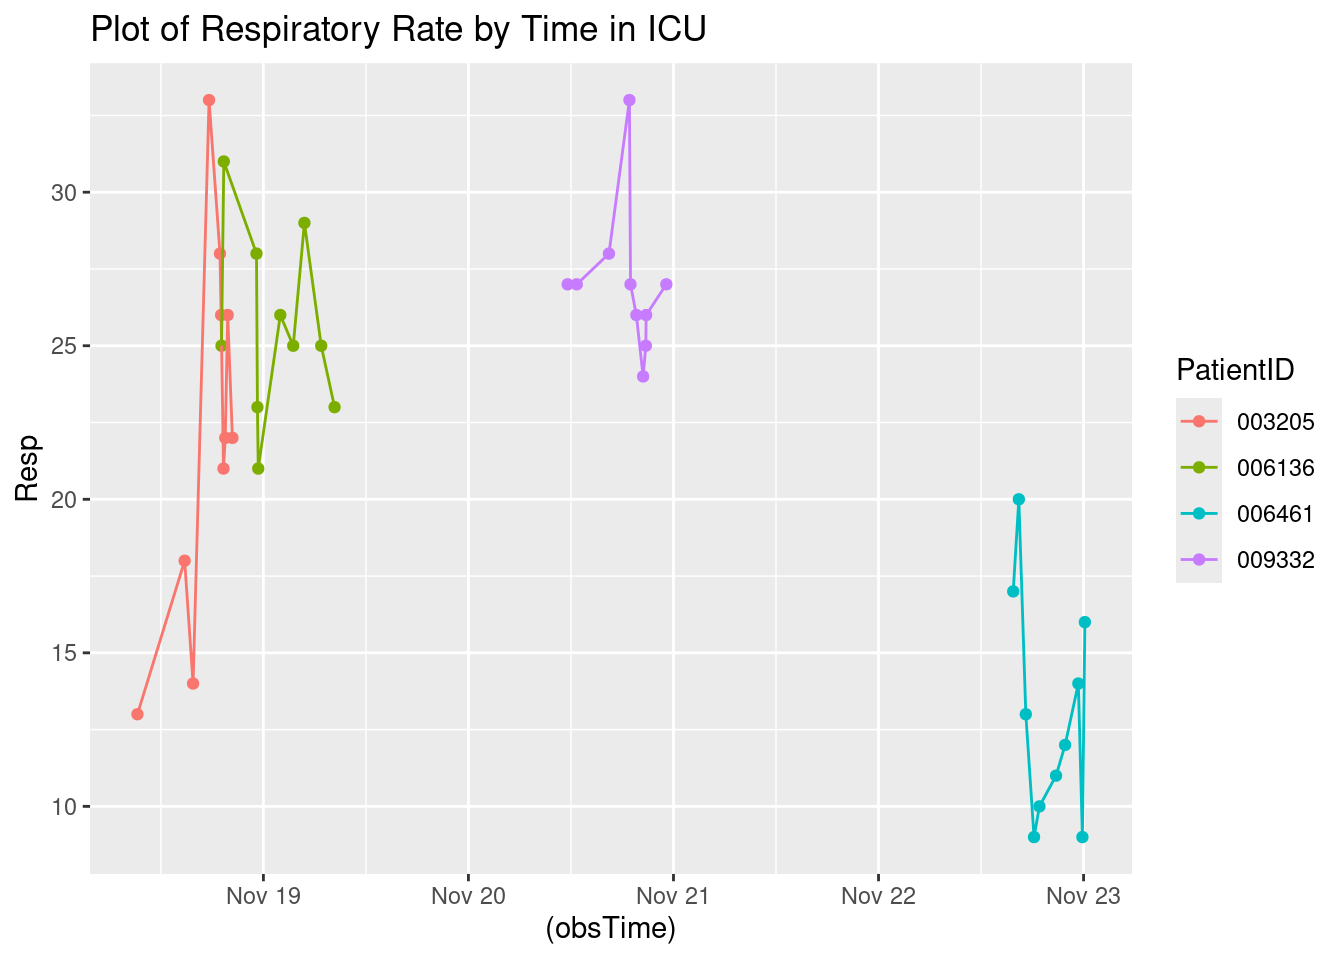 Plot of Respiratory Rate by Time in ICU
30
25
20
15
10
Resp
Nov 19 Nov 20 Nov 21 Nov 22 Nov 23
(obsTime)
PatientID
003205
006136
006461
009332